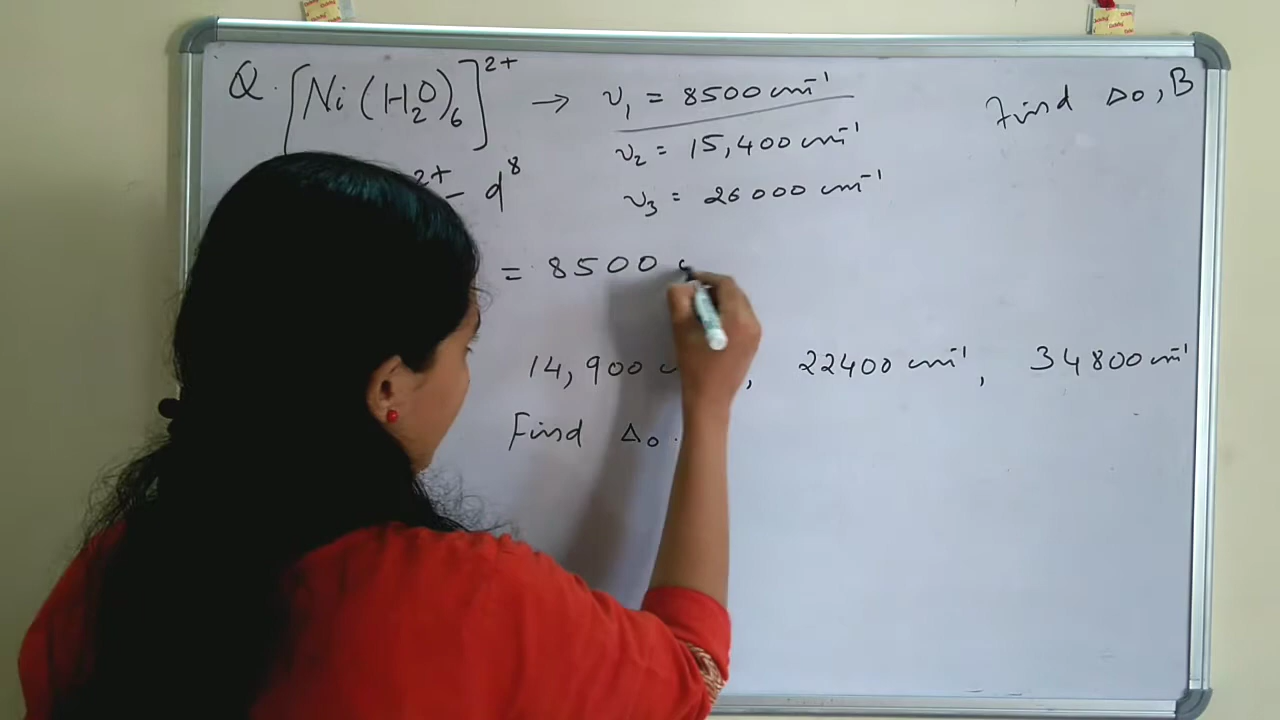 Q. [Ni(H₂O)₆]²⁺ → ν₁ = 8500 cm⁻¹ Find Δo, B
ν₂ = 15,400 cm⁻¹
2+ – d⁸
ν₃ = 26000 cm⁻¹
= 8500 c
14,900 c , 22400 cm⁻¹, 34800 cm⁻¹
Find Δo.